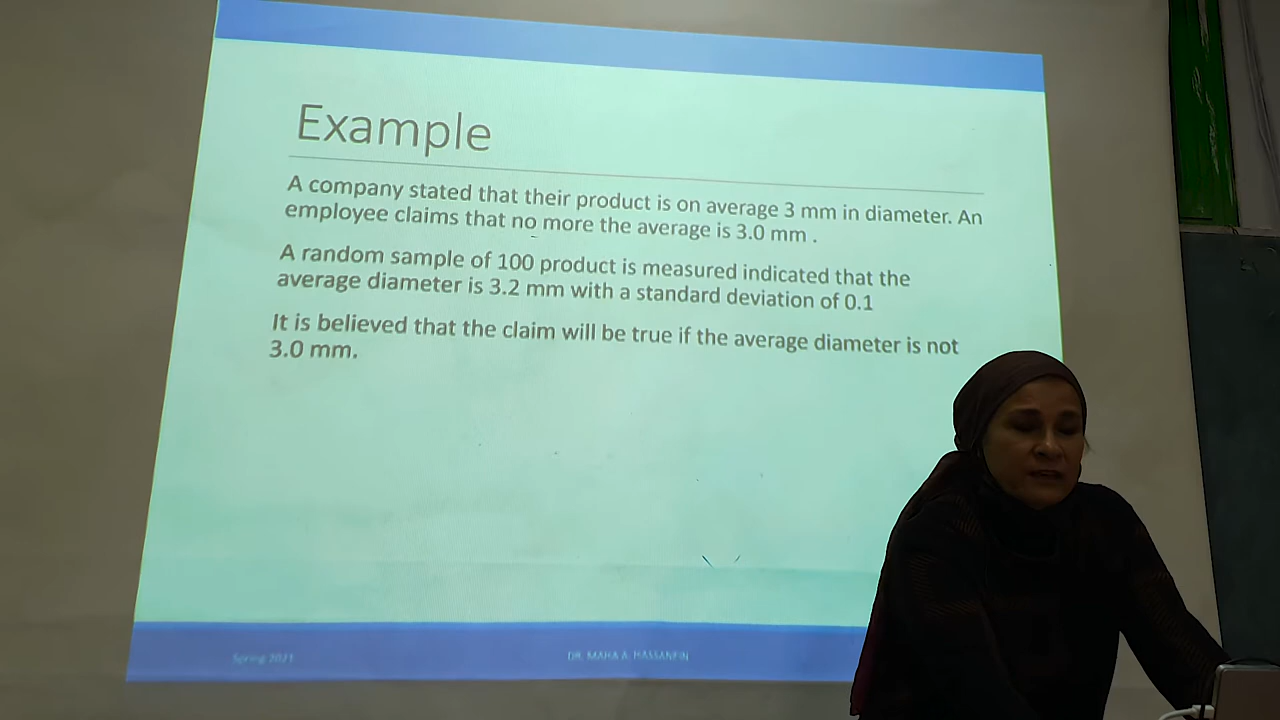 Example
A company stated that their product is on average 3 mm in diameter. An
employee claims that no more the average is 3.0 mm .
A random sample of 100 product is measured indicated that the
average diameter is 3.2 mm with a standard deviation of 0.1
It is believed that the claim will be true if the average diameter is not
3.0 mm.
Spring 2021
DR. MAHA A. HASSANEIN